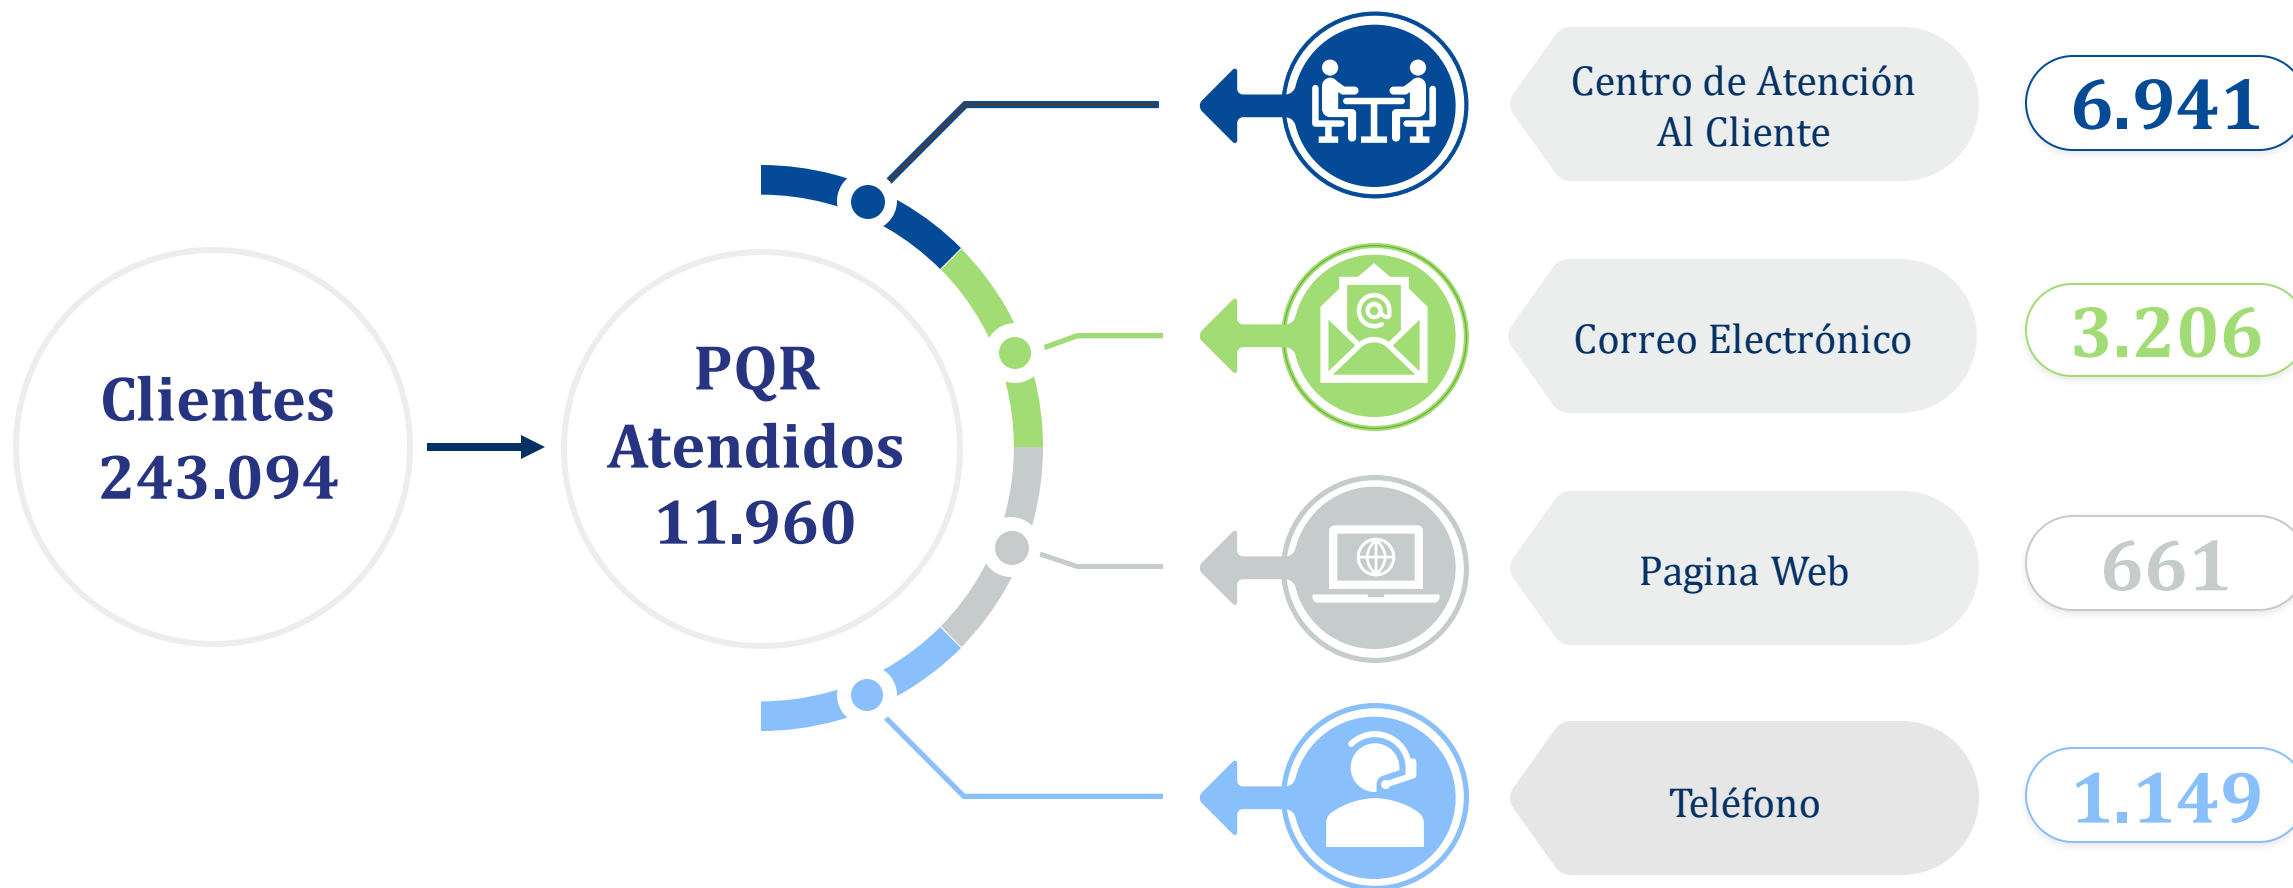 Clientes
243.094
PQR
Atendidos
11.960
Centro de Atención
Al Cliente
6.941
Correo Electrónico
3.206
Pagina Web
661
Teléfono
1.149